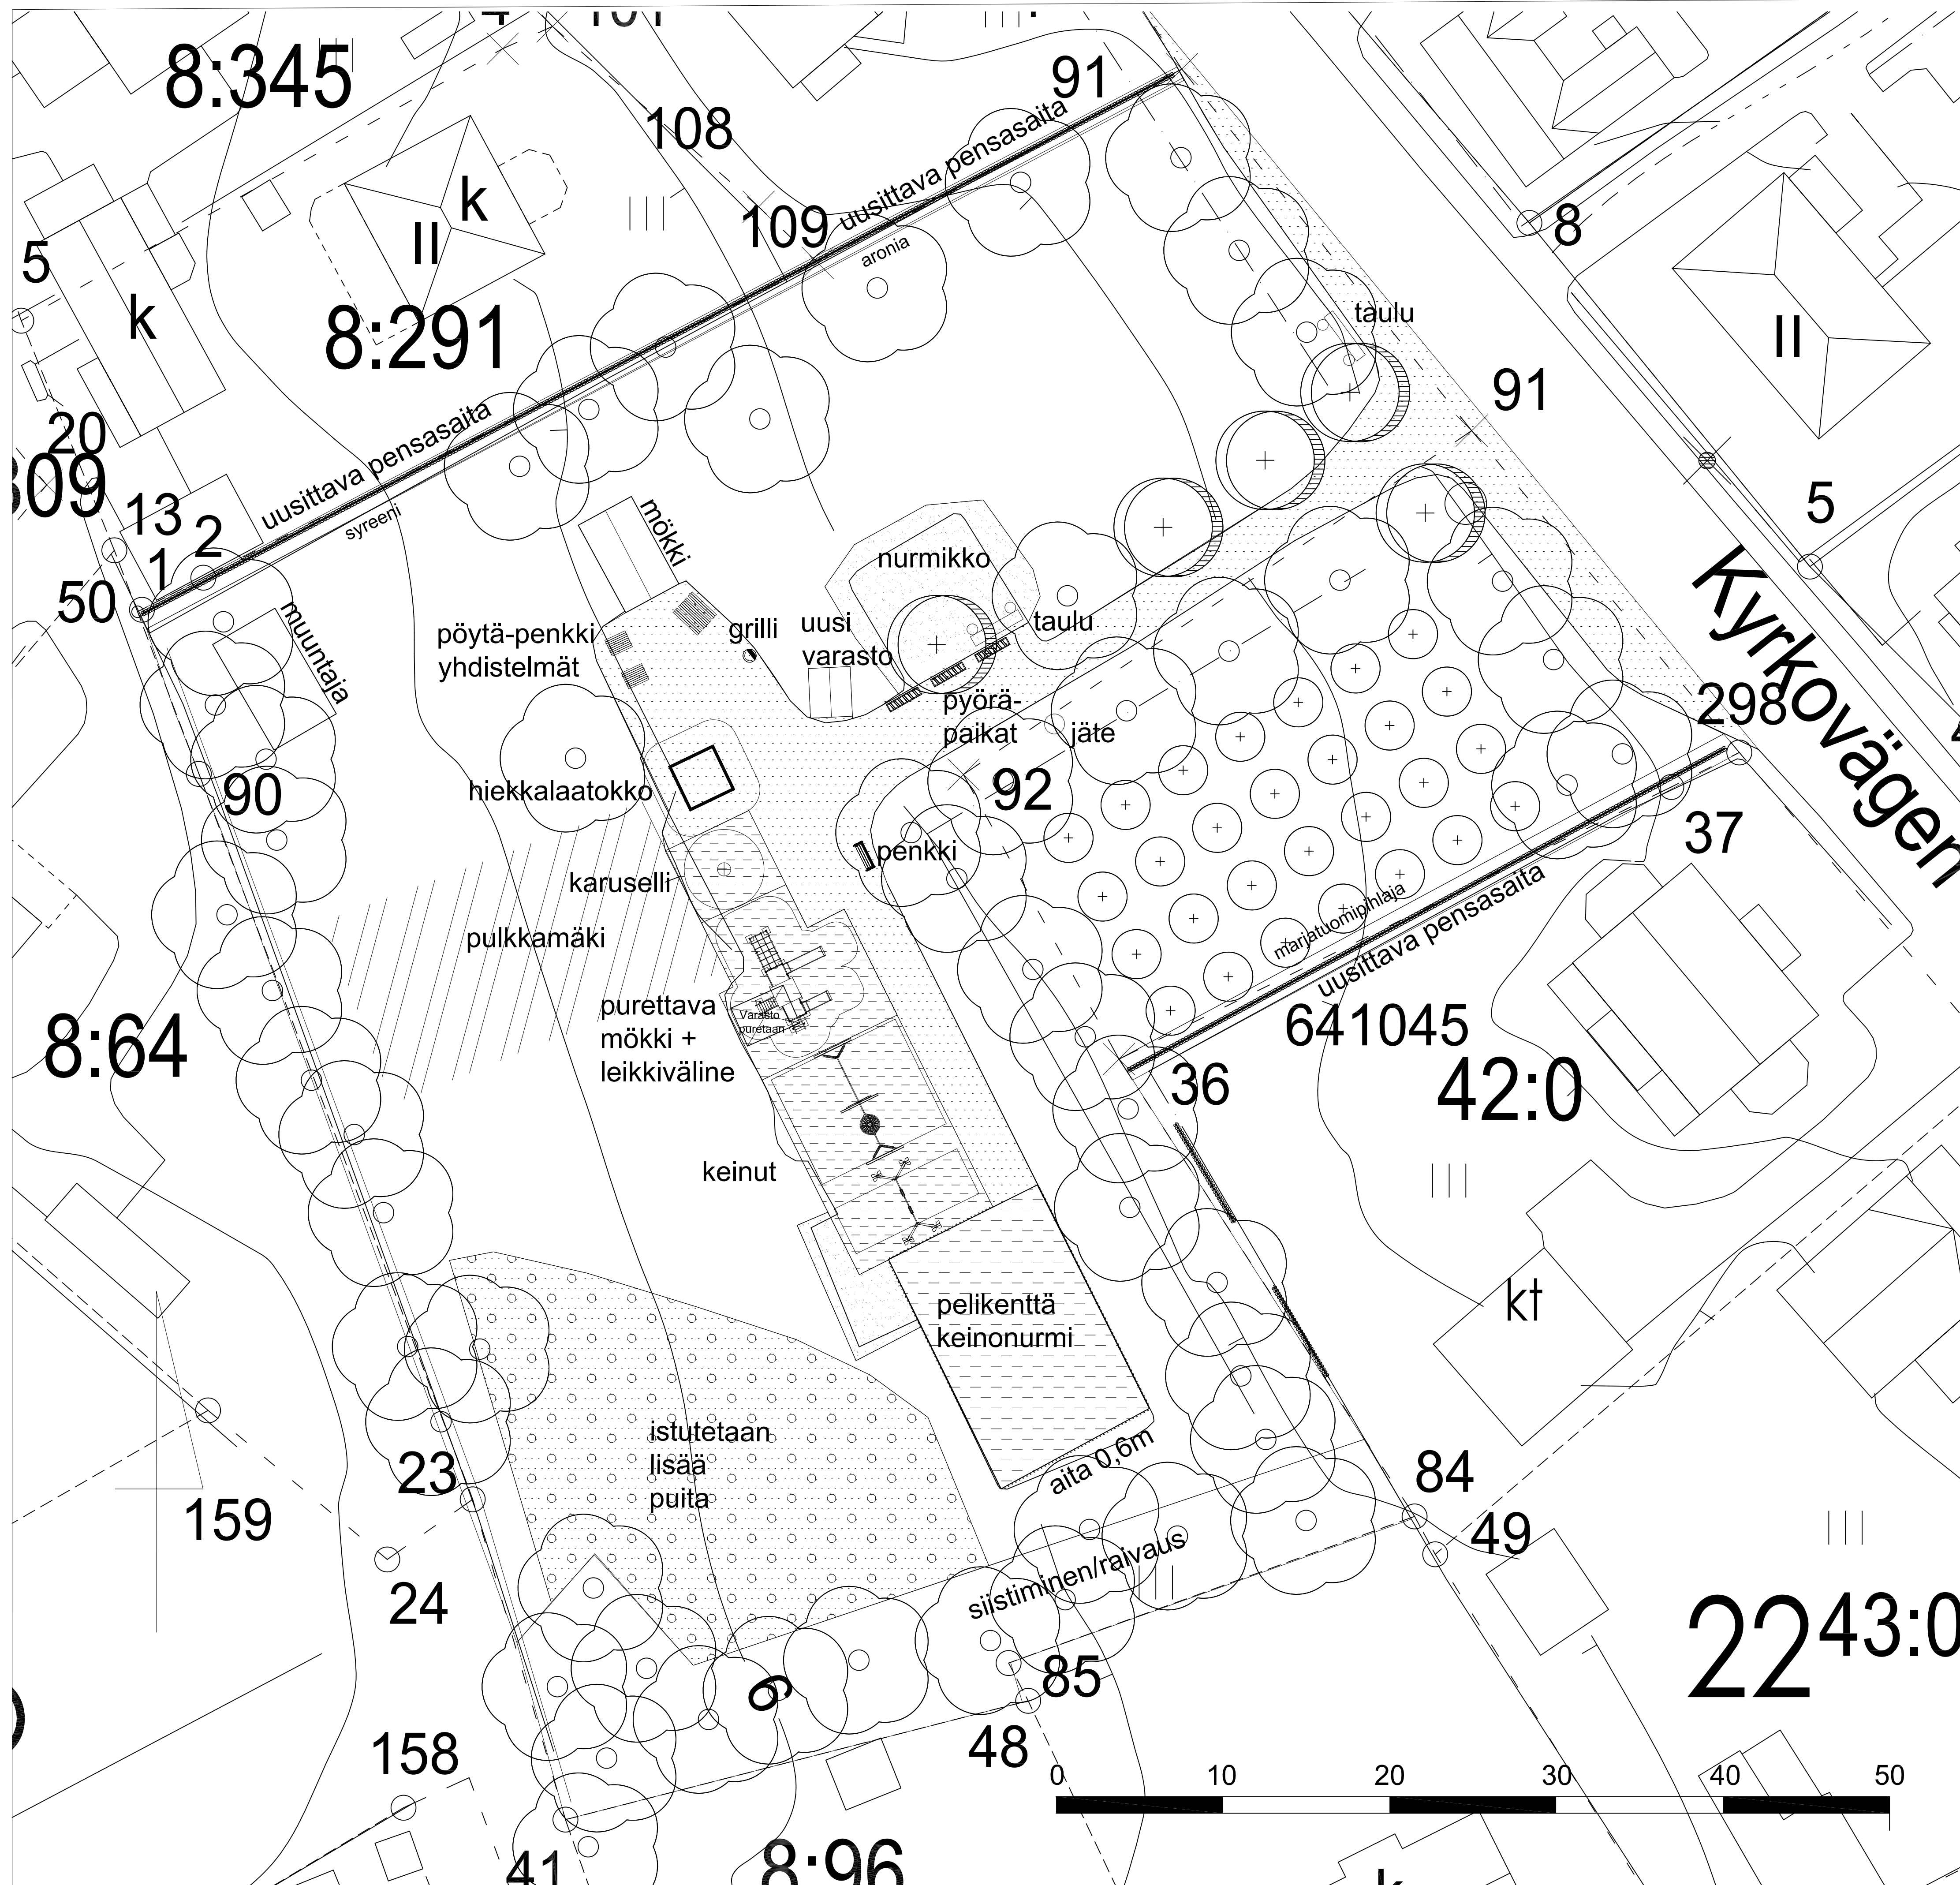 8:345
108
91
109
uusittava pensasaita
aronia
k
II
5
k
8:291
8
II
taulu
91
20
309
13
2
1
50
uusittava pensasaita
syreeni
5
mökki
nurmikko
muuntaja
pöytä-penkki
yhdistelmät
grilli
uusi
varasto
taulu
Kyrkovägen
298
pyörä-
paikat
jäte
90
hiekkalaatokko
92
37
penkki
karuselli
pulkkamäki
marjatuomipihlaja
uusittava pensasaita
purettava
mökki +
leikkiväline
Varasto
puretaan
8:64
641045
36
42:0
keinut
kt
pelikenttä
keinonurmi
istutetaan
lisää
puita
aita 0,6m
23
159
84
49
siistiminen/raivaus
24
22
43:0
85
6
158
48
0 10 20 30 40 50
41
8:96
k